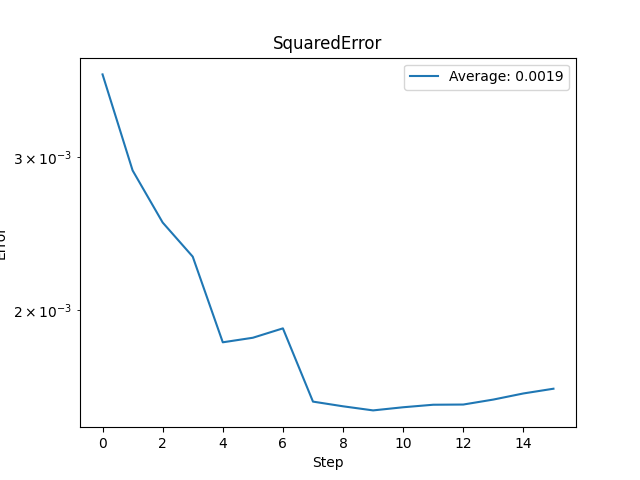 SquaredError
Average: 0.0019
3 × 10⁻³
2 × 10⁻³
Error
0 2 4 6 8 10 12 14
Step